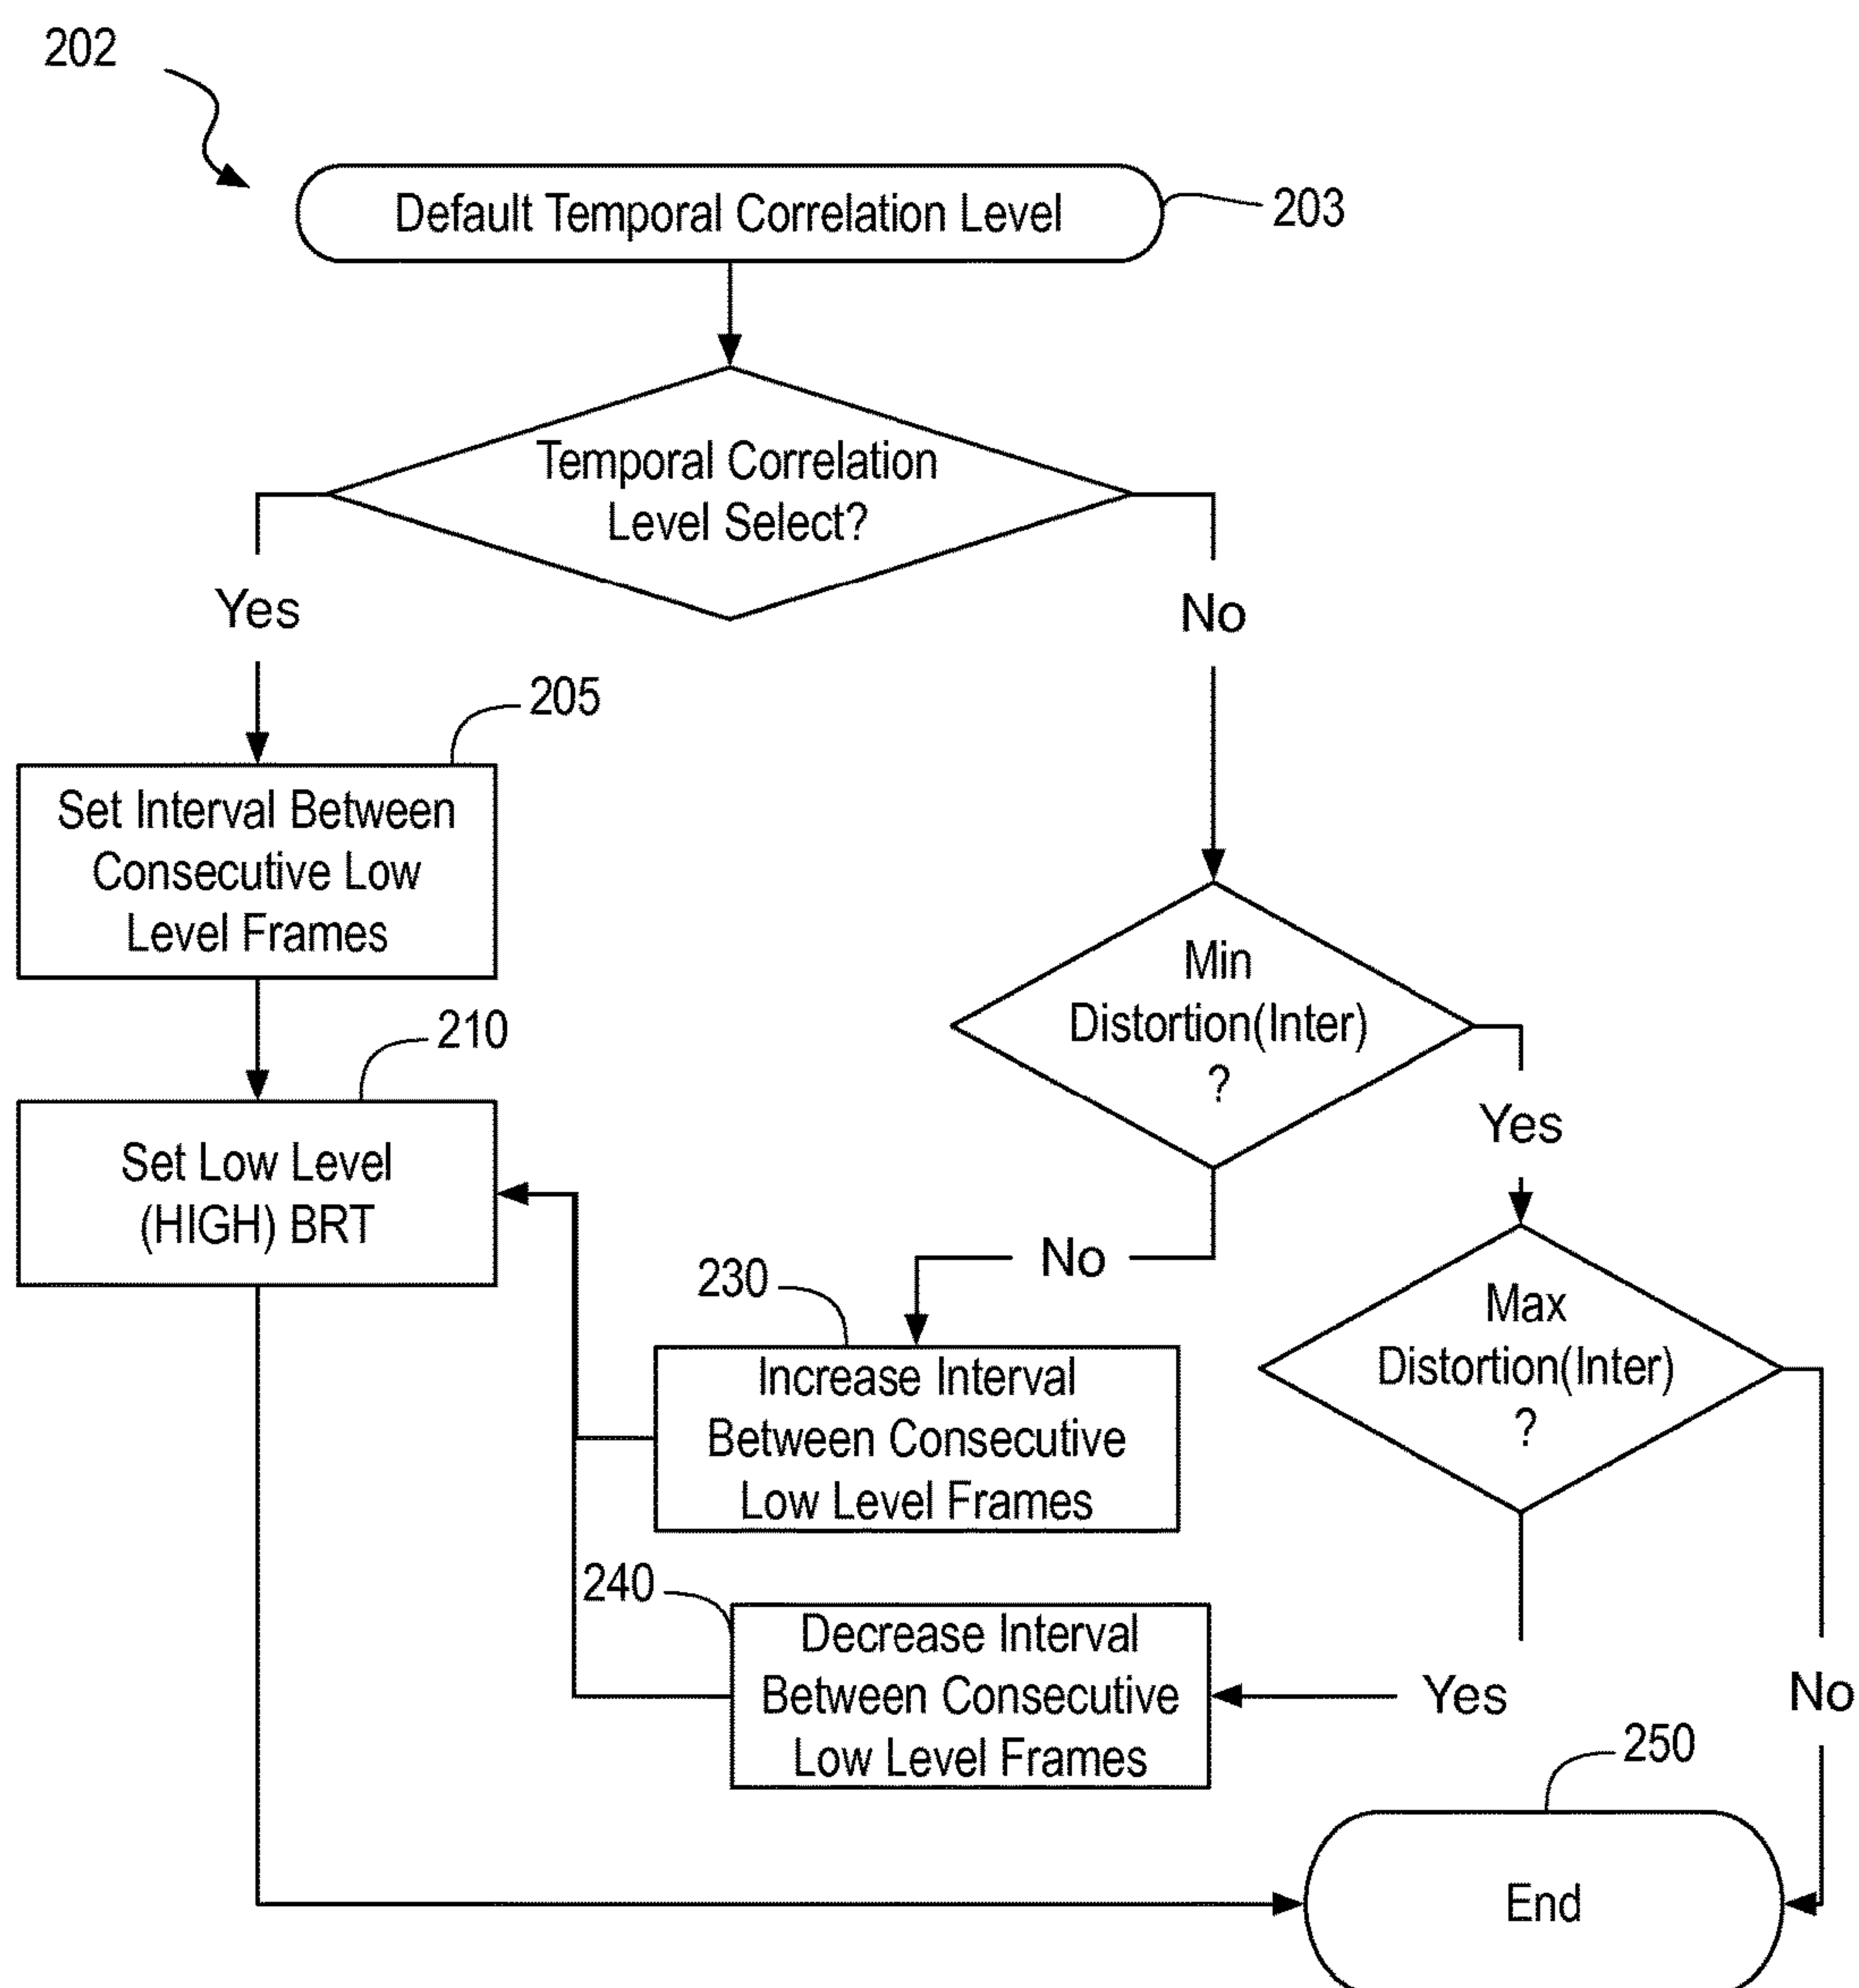 202
Default Temporal Correlation Level
203
Temporal Correlation
Level Select?
Yes
No
205
Set Interval Between
Consecutive Low
Level Frames
Min
Distortion(Inter)
?
210
Yes
Set Low Level
(HIGH) BRT
No
230
Max
Distortion(Inter)
?
Increase Interval
Between Consecutive
Low Level Frames
240
Decrease Interval
Between Consecutive
Low Level Frames
Yes
No
250
End